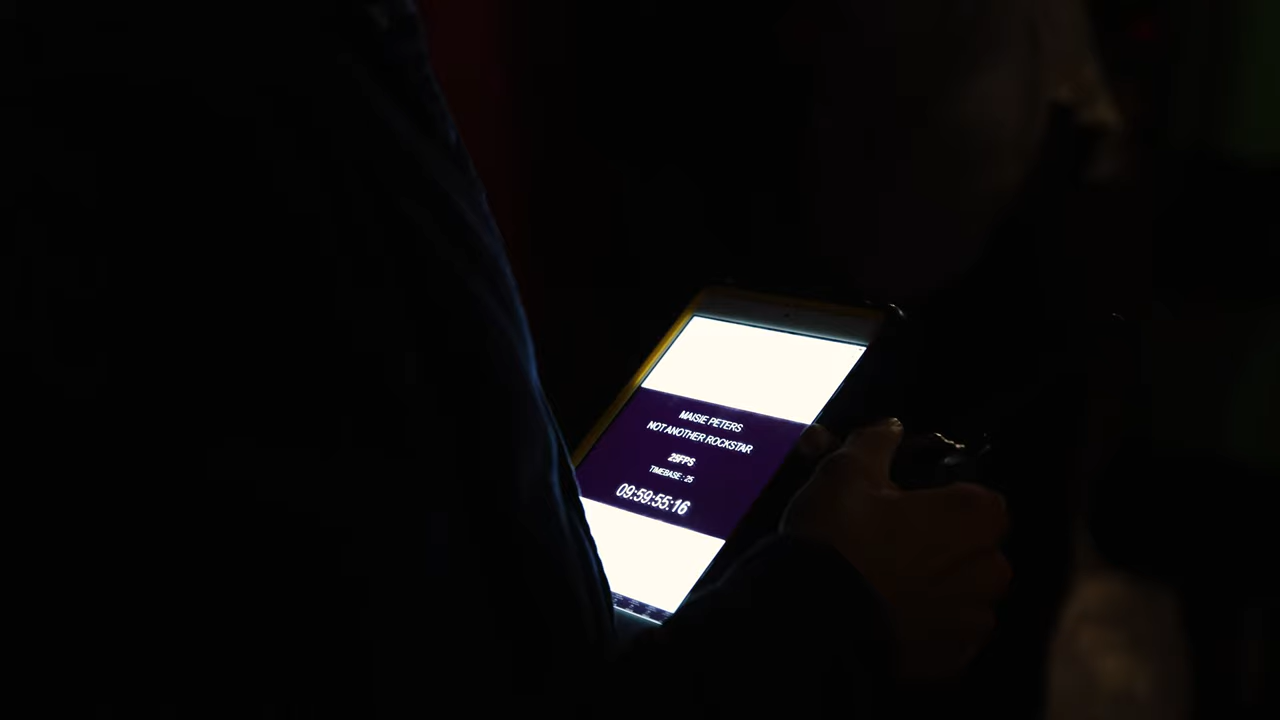 MAISIE PETERS
NOT ANOTHER ROCKSTAR
25FPS
TIMEBASE : 25
09:59:55:16